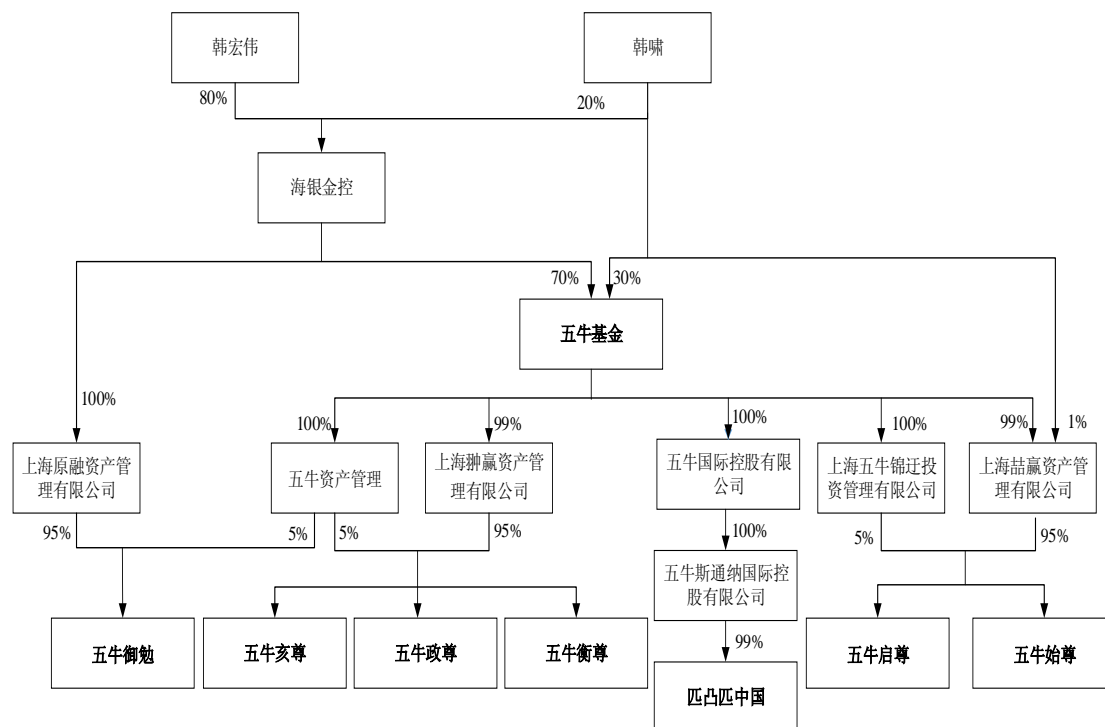 韩宏伟
韩啸
80%
20%
海银金控
70%
30%
五牛基金
100%
100%
99%
100%
100%
99%
1%
上海原融资产管
理有限公司
五牛资产管理
上海翀赢资产管
理有限公司
五牛国际控股有限
公司
上海五牛锦迂投
资管理有限公司
上海喆赢资产管
理有限公司
95%
5%
5%
95%
100%
5%
95%
五牛斯通纳国际控
股有限公司
五牛御勉
五牛亥尊
五牛政尊
五牛衡尊
99%
五牛启尊
五牛始尊
匹凸匹中国